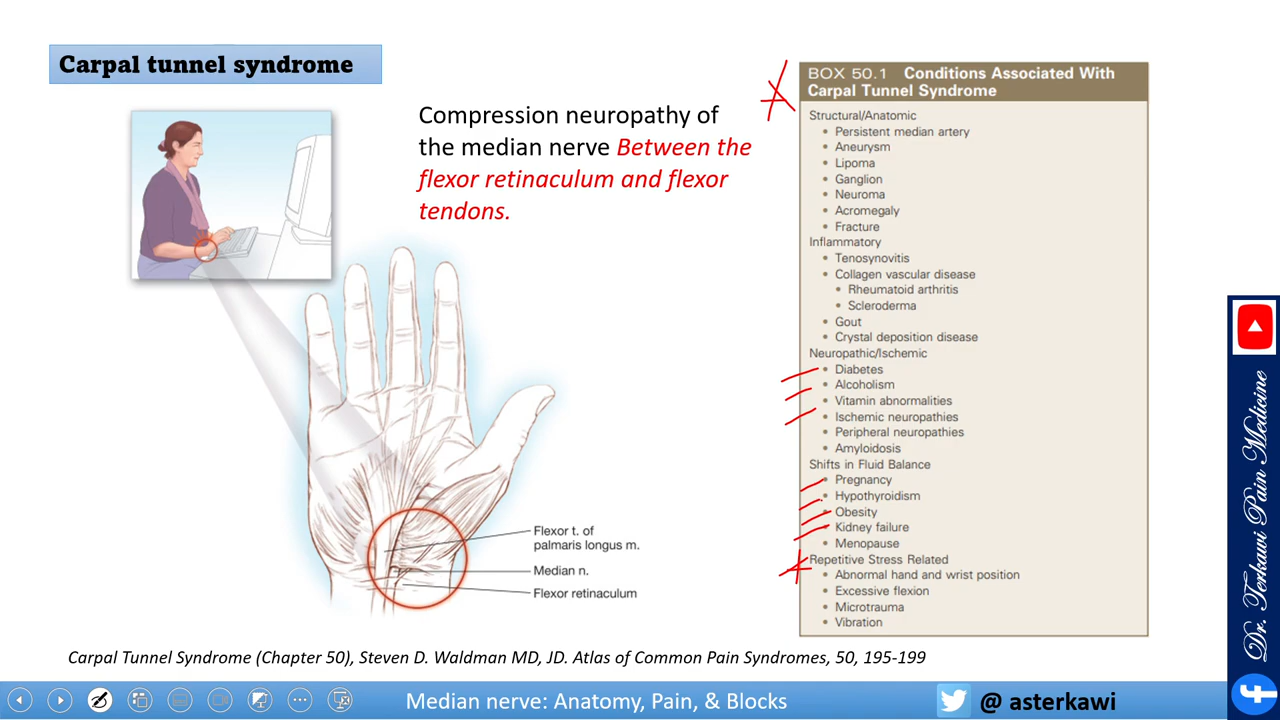 Carpal tunnel syndrome
Compression neuropathy of
the median nerve Between the
flexor retinaculum and flexor
tendons.
Flexor t. of
palmaris longus m.
Median n.
Flexor retinaculum
BOX 50.1 Conditions Associated With
Carpal Tunnel Syndrome
Structural/Anatomic
• Persistent median artery
• Aneurysm
• Lipoma
• Ganglion
• Neuroma
• Acromegaly
• Fracture
Inflammatory
• Tenosynovitis
• Collagen vascular disease
• Rheumatoid arthritis
• Scleroderma
• Gout
• Crystal deposition disease
Neuropathic/Ischemic
• Diabetes
• Alcoholism
• Vitamin abnormalities
• Ischemic neuropathies
• Peripheral neuropathies
• Amyloidosis
Shifts in Fluid Balance
• Pregnancy
• Hypothyroidism
• Obesity
• Kidney failure
• Menopause
Repetitive Stress Related
• Abnormal hand and wrist position
• Excessive flexion
• Microtrauma
• Vibration
Carpal Tunnel Syndrome (Chapter 50), Steven D. Waldman MD, JD. Atlas of Common Pain Syndromes, 50, 195-199
Median nerve: Anatomy, Pain, & Blocks
@ asterkawi
Dr. Terkawi Pain Medicine